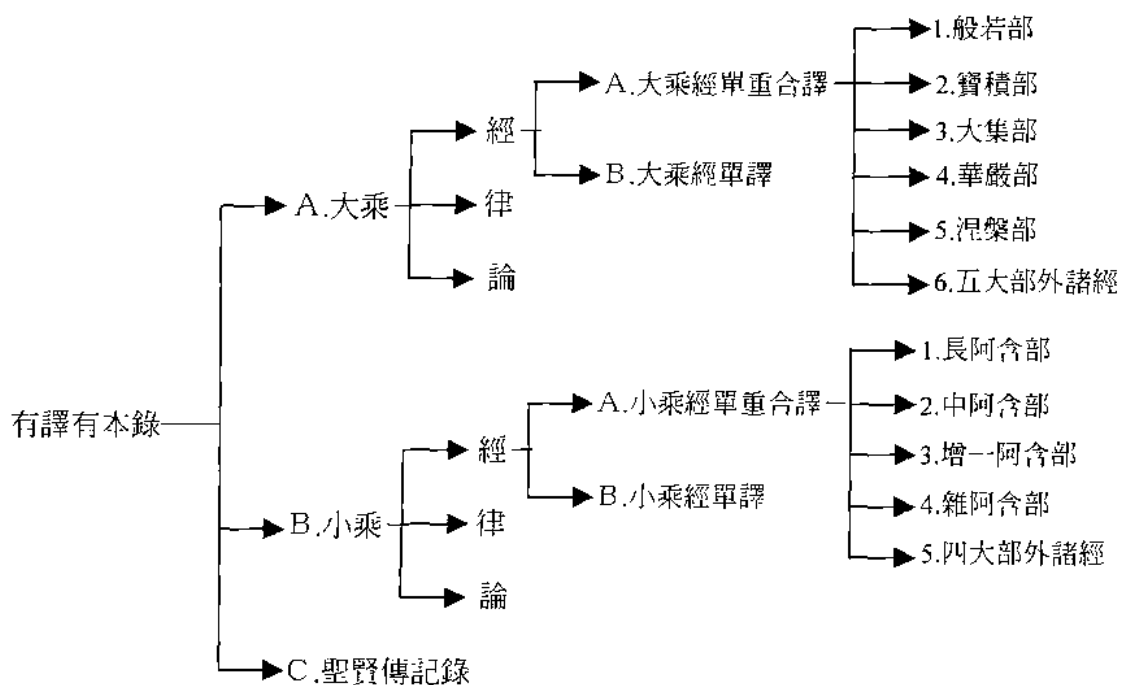 有譯有本錄
A.大乘
經
A.大乘經單重合譯
1.般若部
2.寶積部
3.大集部
4.華嚴部
5.涅槃部
6.五大部外諸經
B.大乘經單譯
律
論
B.小乘
經
A.小乘經單重合譯
1.長阿含部
2.中阿含部
3.增一阿含部
4.雜阿含部
5.四大部外諸經
B.小乘經單譯
律
論
C.聖賢傳記錄